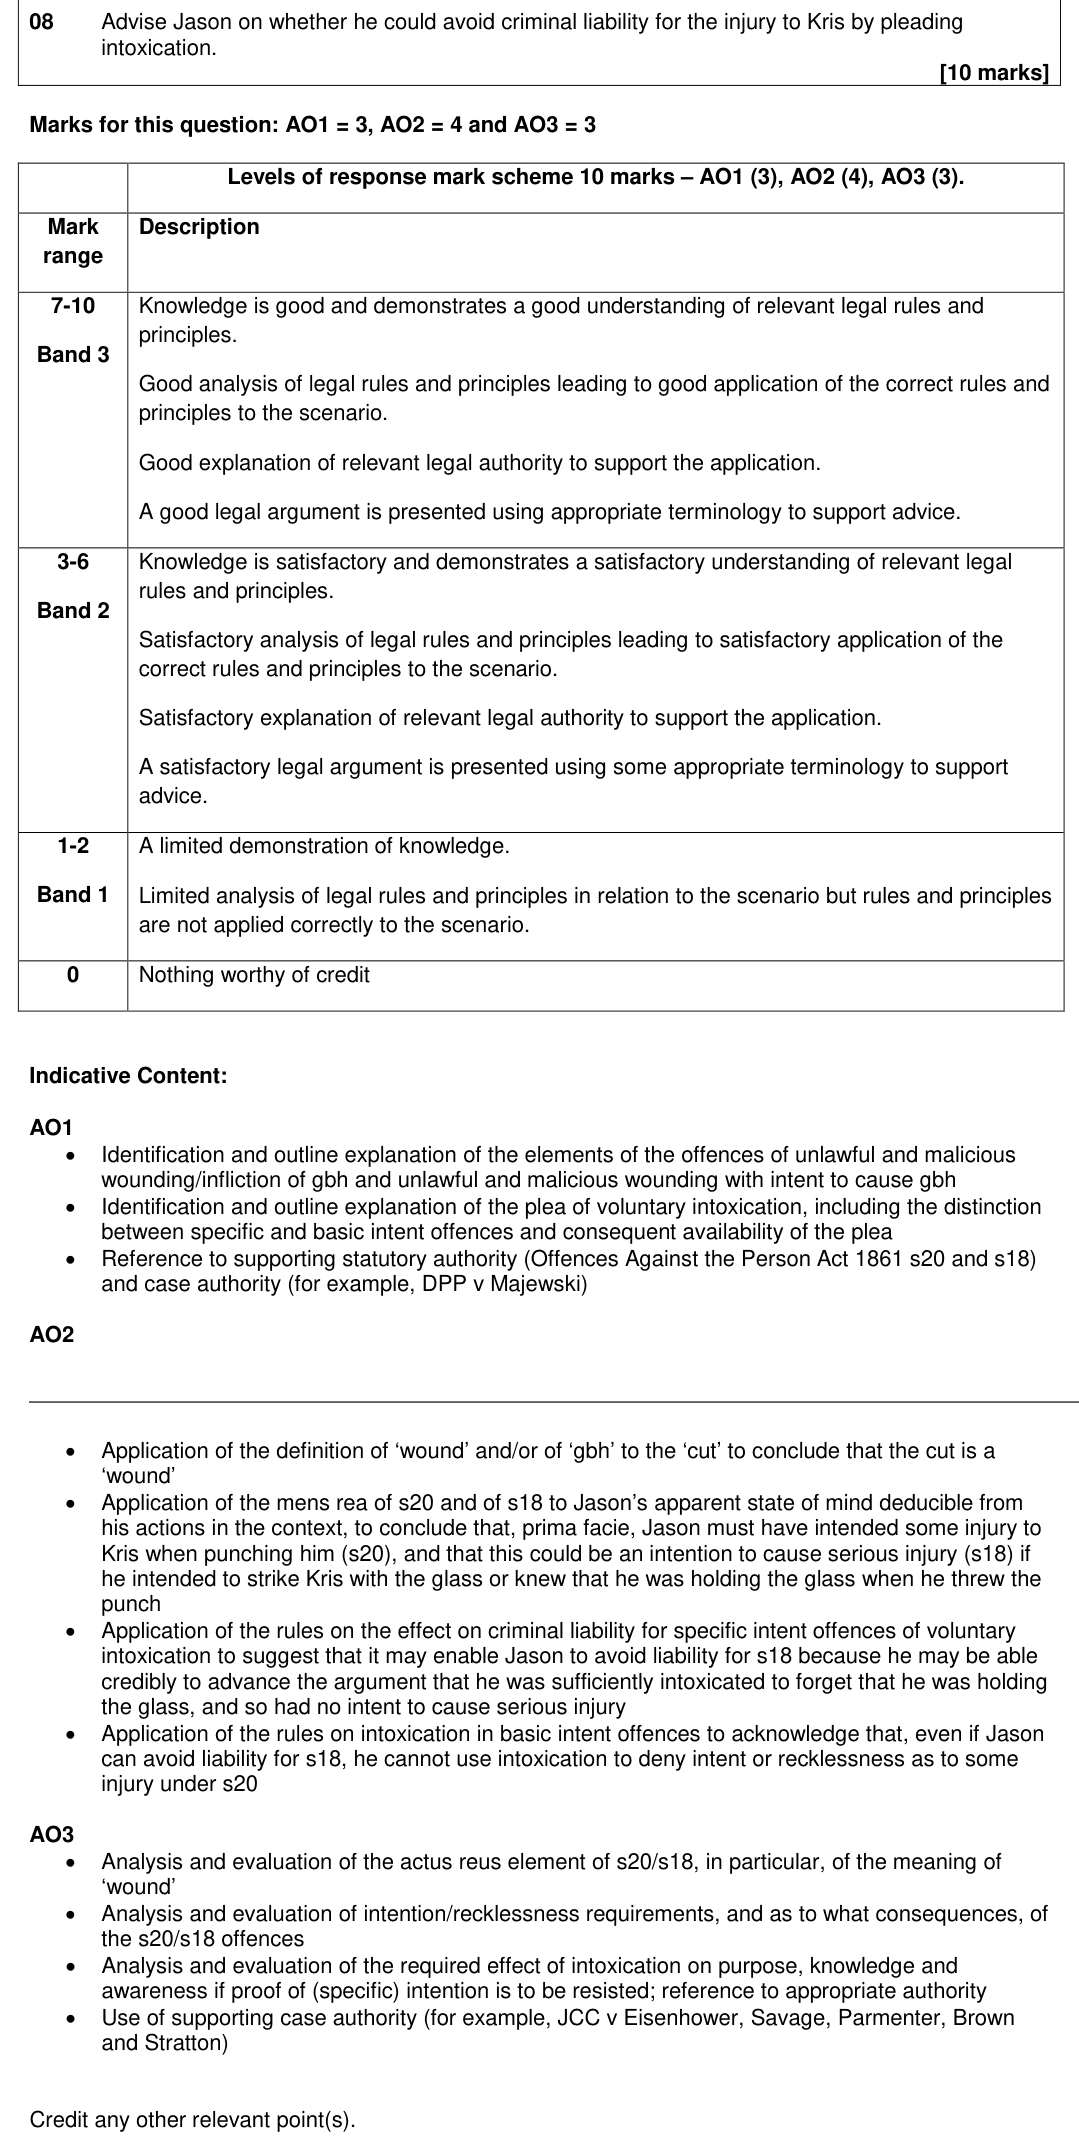 08 Advise Jason on whether he could avoid criminal liability for the injury to Kris by pleading
intoxication.
[10 marks]
Marks for this question: AO1 = 3, AO2 = 4 and AO3 = 3
Levels of response mark scheme 10 marks – AO1 (3), AO2 (4), AO3 (3).
Mark
range
Description
7-10
Band 3
Knowledge is good and demonstrates a good understanding of relevant legal rules and
principles.
Good analysis of legal rules and principles leading to good application of the correct rules and
principles to the scenario.
Good explanation of relevant legal authority to support the application.
A good legal argument is presented using appropriate terminology to support advice.
3-6
Band 2
Knowledge is satisfactory and demonstrates a satisfactory understanding of relevant legal
rules and principles.
Satisfactory analysis of legal rules and principles leading to satisfactory application of the
correct rules and principles to the scenario.
Satisfactory explanation of relevant legal authority to support the application.
A satisfactory legal argument is presented using some appropriate terminology to support
advice.
1-2
Band 1
A limited demonstration of knowledge.
Limited analysis of legal rules and principles in relation to the scenario but rules and principles
are not applied correctly to the scenario.
0
Nothing worthy of credit
Indicative Content:
AO1
• Identification and outline explanation of the elements of the offences of unlawful and malicious
wounding/infliction of gbh and unlawful and malicious wounding with intent to cause gbh
• Identification and outline explanation of the plea of voluntary intoxication, including the distinction
between specific and basic intent offences and consequent availability of the plea
• Reference to supporting statutory authority (Offences Against the Person Act 1861 s20 and s18)
and case authority (for example, DPP v Majewski)
AO2
• Application of the definition of ‘wound’ and/or of ‘gbh’ to the ‘cut’ to conclude that the cut is a
‘wound’
• Application of the mens rea of s20 and of s18 to Jason’s apparent state of mind deducible from
his actions in the context, to conclude that, prima facie, Jason must have intended some injury to
Kris when punching him (s20), and that this could be an intention to cause serious injury (s18) if
he intended to strike Kris with the glass or knew that he was holding the glass when he threw the
punch
• Application of the rules on the effect on criminal liability for specific intent offences of voluntary
intoxication to suggest that it may enable Jason to avoid liability for s18 because he may be able
credibly to advance the argument that he was sufficiently intoxicated to forget that he was holding
the glass, and so had no intent to cause serious injury
• Application of the rules on intoxication in basic intent offences to acknowledge that, even if Jason
can avoid liability for s18, he cannot use intoxication to deny intent or recklessness as to some
injury under s20
AO3
• Analysis and evaluation of the actus reus element of s20/s18, in particular, of the meaning of
‘wound’
• Analysis and evaluation of intention/recklessness requirements, and as to what consequences, of
the s20/s18 offences
• Analysis and evaluation of the required effect of intoxication on purpose, knowledge and
awareness if proof of (specific) intention is to be resisted; reference to appropriate authority
• Use of supporting case authority (for example, JCC v Eisenhower, Savage, Parmenter, Brown
and Stratton)
Credit any other relevant point(s).